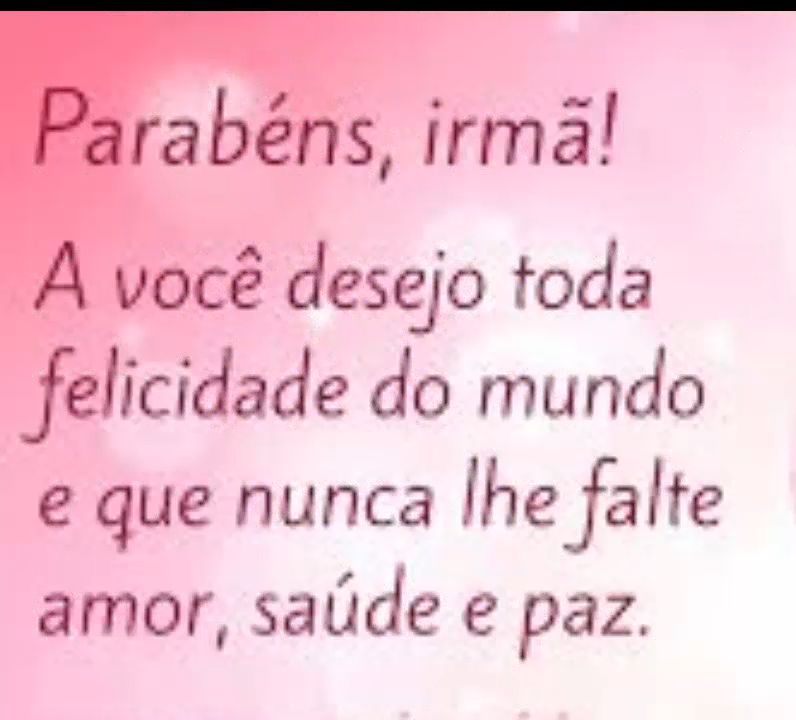 Parabéns, irmã!
A você desejo toda
felicidade do mundo
e que nunca lhe falte
amor, saúde e paz.